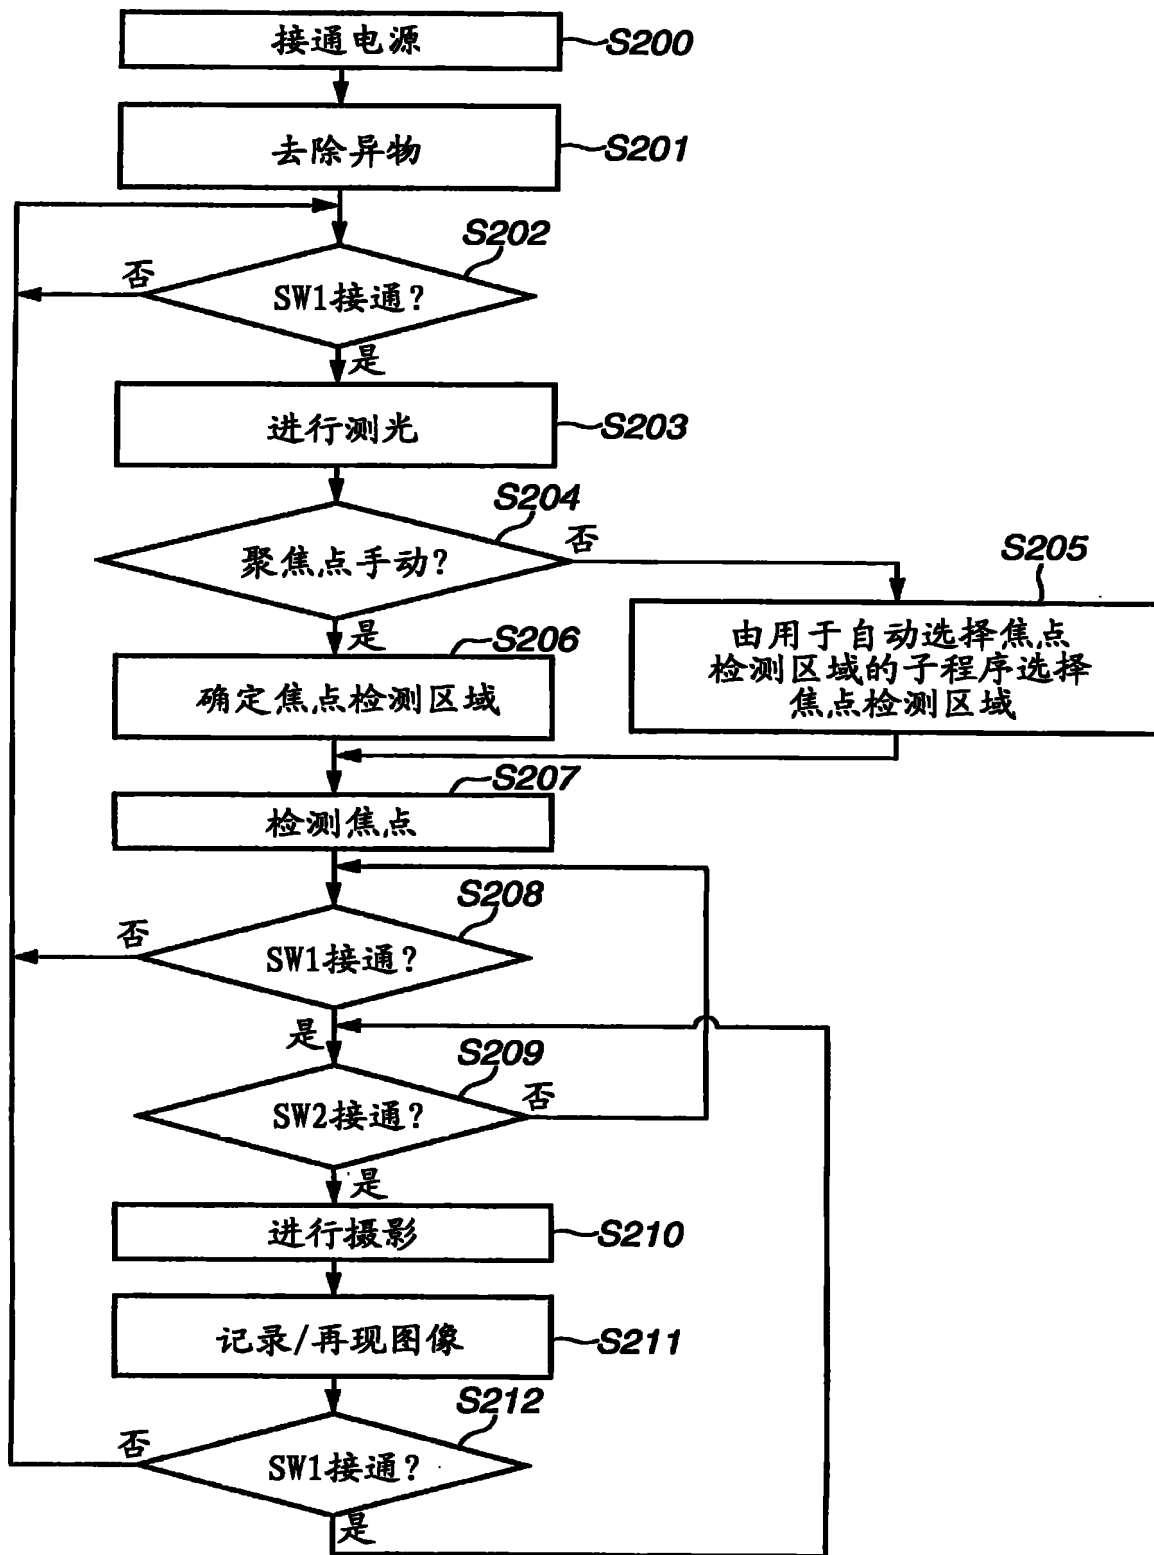 接通电源
S200
去除异物
S201
S202
否
SW1接通?
是
进行测光
S203
S204
聚焦点手动?
否
S205
是
S206
由用于自动选择焦点
检测区域的子程序选择
焦点检测区域
确定焦点检测区域
S207
检测焦点
S208
否
SW1接通?
是
S209
SW2接通?
否
是
进行摄影
S210
记录/再现图像
S211
S212
否
SW1接通?
是